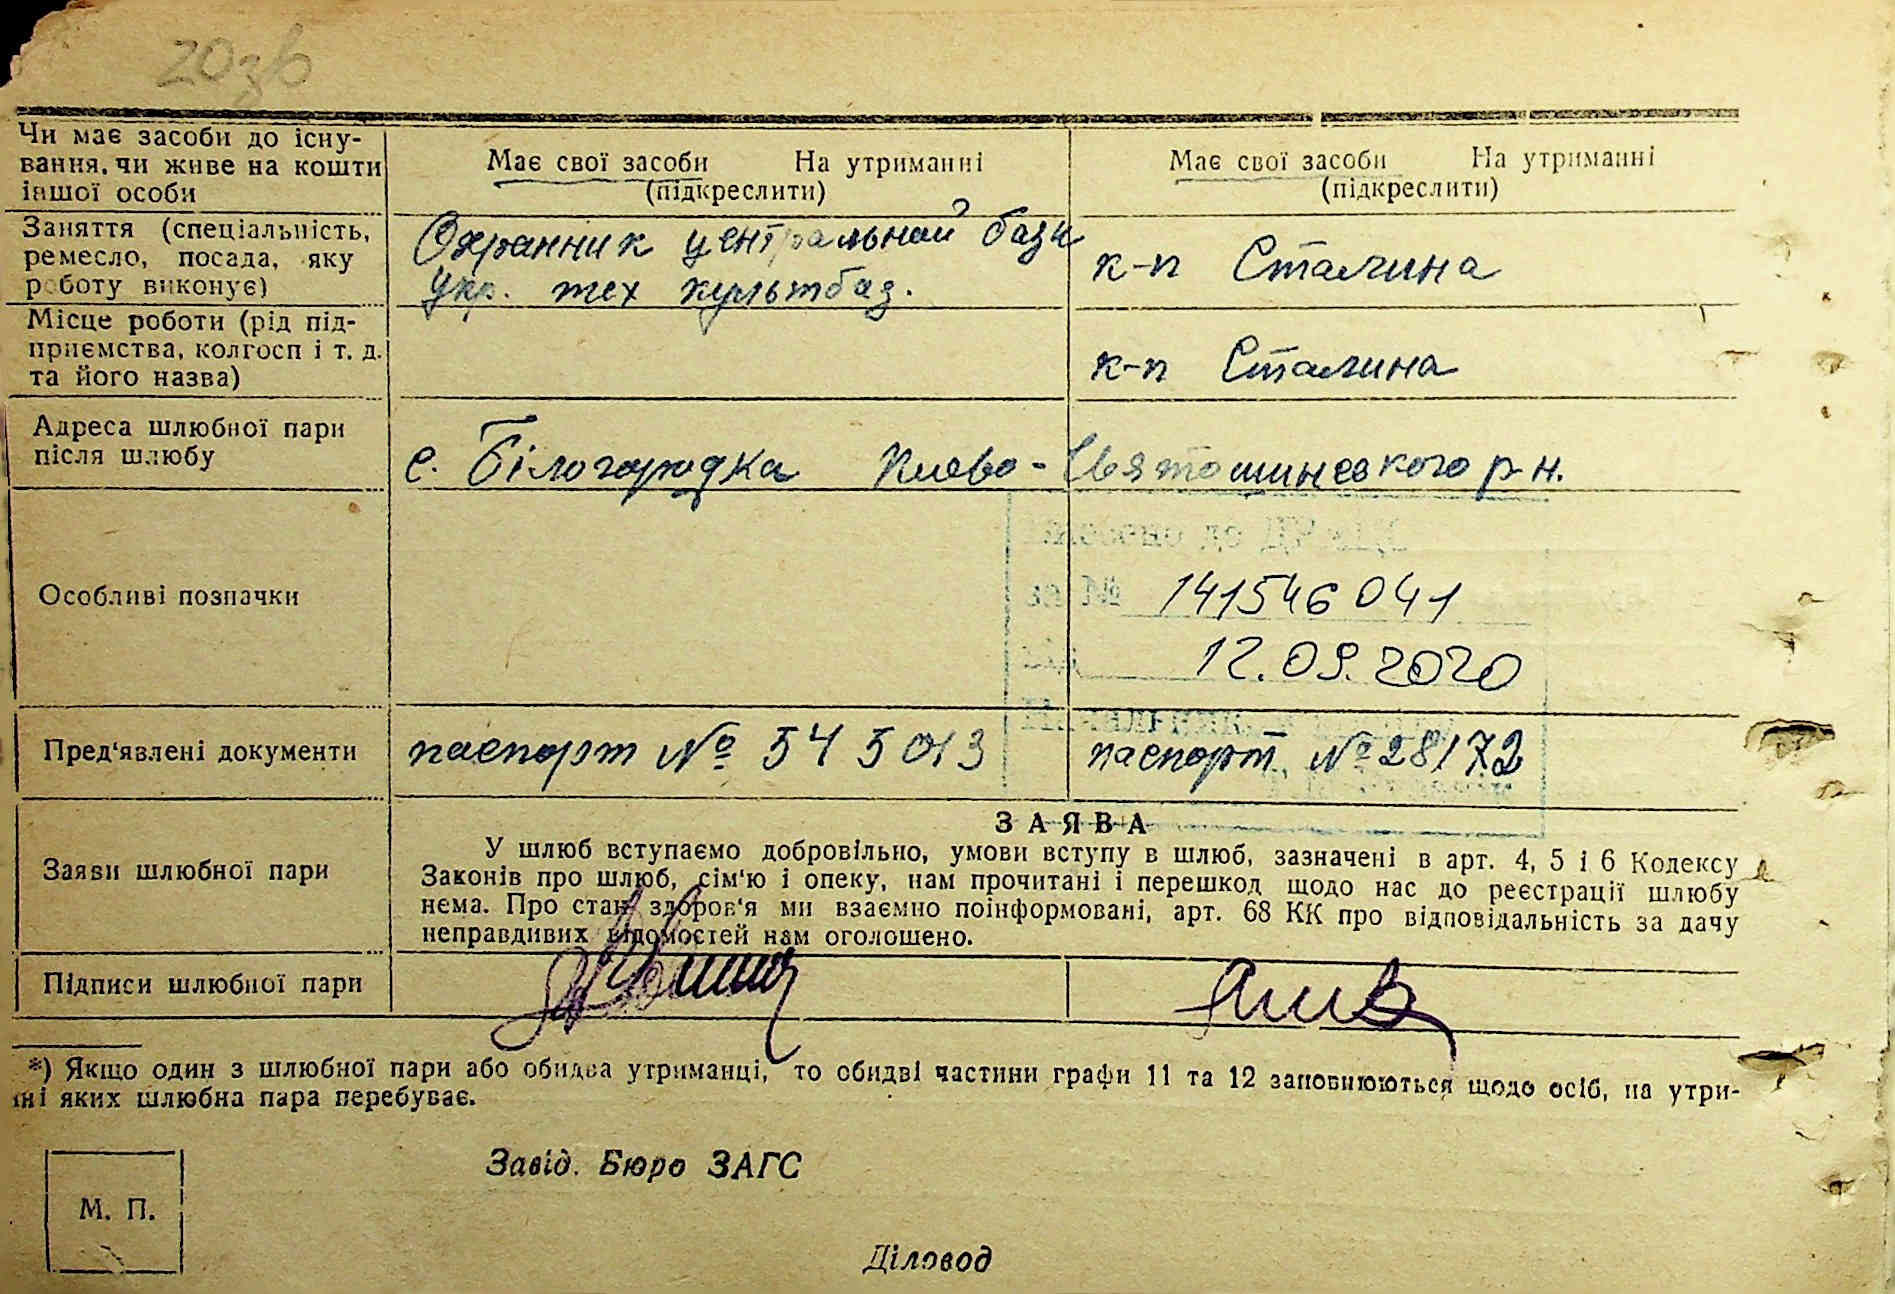 20зв
Чи має засоби до існу-
вання, чи живе на кошти
іншої особи
Має свої засоби На утриманні
(підкреслити)
Має свої засоби На утриманні
(підкреслити)
Заняття (спеціальність,
ремесло, посада, яку
роботу виконує)
Охранник центральной бази
Укр. тех культбаз.
к-п Сталина
Місце роботи (рід під-
приємства, колгосп і т. д.
та його назва)
к-п Сталина
Адреса шлюбної пари
після шлюбу
с. Білогородка Києво-Святошинского р-н.
Особливі позначки
141546041
12.09.2020
Пред'явлені документи
паспорт № 545013
паспорт № 28172
Заяви шлюбної пари
ЗАЯВА
У шлюб вступаємо добровільно, умови вступу в шлюб, зазначені в арт. 4, 5 і 6 Кодексу
Законів про шлюб, сім'ю і опеку, нам прочитані і перешкод щодо нас до реєстрації шлюбу
нема. Про стан здоров'я ми взаємно поінформовані, арт. 68 КК про відповідальність за дачу
неправдивих відомостей нам оголошено.
Підписи шлюбної пари
*) Якщо один з шлюбної пари або обидва утриманці, то обидві частини графи 11 та 12 заповнюються щодо осіб, на утри-
ні яких шлюбна пара перебуває.
Завід. Бюро ЗАГС
М. П.
Діловод